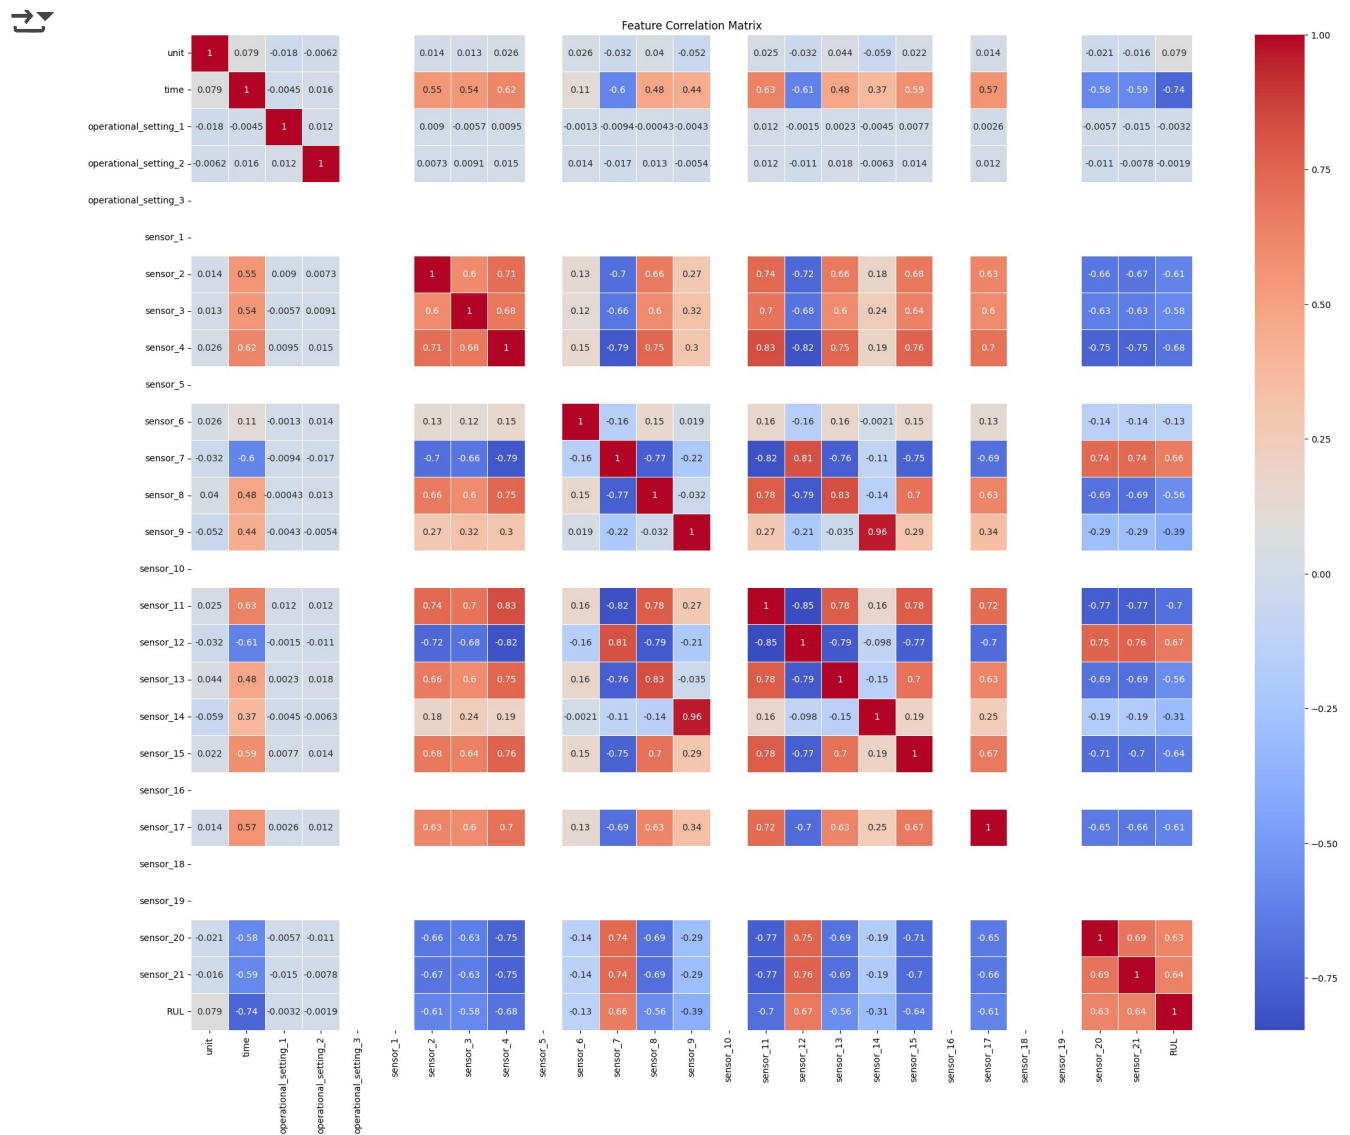 Feature Correlation Matrix
unit 1 0.079 -0.018 -0.0062 0.014 0.013 0.026 0.026 -0.032 0.04 -0.052 0.025 -0.032 0.044 -0.059 0.022 0.014 -0.021 -0.016 0.079
time 0.079 1 -0.0045 0.016 0.55 0.54 0.62 0.11 -0.6 0.48 0.44 0.63 -0.61 0.48 0.37 0.59 0.57 -0.58 -0.59 -0.74
operational_setting_1 -0.018 -0.0045 1 0.012 0.009 -0.0057 0.0095 -0.0013 -0.0094 -0.00043 -0.0043 0.012 -0.0015 0.0023 -0.0045 0.0077 0.0026 -0.0057 -0.015 -0.0032
operational_setting_2 -0.0062 0.016 0.012 1 0.0073 0.0091 0.015 0.014 -0.017 0.013 -0.0054 0.012 -0.011 0.018 -0.0063 0.014 0.012 -0.011 -0.0078 -0.0019
operational_setting_3
sensor_1
sensor_2 0.014 0.55 0.009 0.0073 1 0.6 0.71 0.13 -0.7 0.66 0.27 0.74 -0.72 0.66 0.18 0.68 0.63 -0.66 -0.67 -0.61
sensor_3 0.013 0.54 -0.0057 0.0091 0.6 1 0.68 0.12 -0.66 0.6 0.32 0.7 -0.68 0.6 0.24 0.64 0.6 -0.63 -0.63 -0.58
sensor_4 0.026 0.62 0.0095 0.015 0.71 0.68 1 0.15 -0.79 0.75 0.3 0.83 -0.82 0.75 0.19 0.76 0.7 -0.75 -0.75 -0.68
sensor_5
sensor_6 0.026 0.11 -0.0013 0.014 0.13 0.12 0.15 1 -0.16 0.15 0.019 0.16 -0.16 0.16 -0.0021 0.15 0.13 -0.14 -0.14 -0.13
sensor_7 -0.032 -0.6 -0.0094 -0.017 -0.7 -0.66 -0.79 -0.16 1 -0.77 -0.22 -0.82 0.81 -0.76 -0.11 -0.75 -0.69 0.74 0.74 0.66
sensor_8 0.04 0.48 -0.00043 0.013 0.66 0.6 0.75 0.15 -0.77 1 -0.032 0.78 -0.79 0.83 -0.14 0.7 0.63 -0.69 -0.69 -0.56
sensor_9 -0.052 0.44 -0.0043 -0.0054 0.27 0.32 0.3 0.019 -0.22 -0.032 1 0.27 -0.21 -0.035 0.96 0.29 0.34 -0.29 -0.29 -0.39
sensor_10
sensor_11 0.025 0.63 0.012 0.012 0.74 0.7 0.83 0.16 -0.82 0.78 0.27 1 -0.85 0.78 0.16 0.78 0.72 -0.77 -0.77 -0.7
sensor_12 -0.032 -0.61 -0.0015 -0.011 -0.72 -0.68 -0.82 -0.16 0.81 -0.79 -0.21 -0.85 1 -0.79 -0.098 -0.77 -0.7 0.75 0.76 0.67
sensor_13 0.044 0.48 0.0023 0.018 0.66 0.6 0.75 0.16 -0.76 0.83 -0.035 0.78 -0.79 1 -0.15 0.7 0.63 -0.69 -0.69 -0.56
sensor_14 -0.059 0.37 -0.0045 -0.0063 0.18 0.24 0.19 -0.0021 -0.11 -0.14 0.96 0.16 -0.098 -0.15 1 0.19 0.25 -0.19 -0.19 -0.31
sensor_15 0.022 0.59 0.0077 0.014 0.68 0.64 0.76 0.15 -0.75 0.7 0.29 0.78 -0.77 0.7 0.19 1 0.67 -0.71 -0.7 -0.64
sensor_16
sensor_17 0.014 0.57 0.0026 0.012 0.63 0.6 0.7 0.13 -0.69 0.63 0.34 0.72 -0.7 0.63 0.25 0.67 1 -0.65 -0.66 -0.61
sensor_18
sensor_19
sensor_20 -0.021 -0.58 -0.0057 -0.011 -0.66 -0.63 -0.75 -0.14 0.74 -0.69 -0.29 -0.77 0.75 -0.69 -0.19 -0.71 -0.65 1 0.69 0.63
sensor_21 -0.016 -0.59 -0.015 -0.0078 -0.67 -0.63 -0.75 -0.14 0.74 -0.69 -0.29 -0.77 0.76 -0.69 -0.19 -0.7 -0.66 0.69 1 0.64
RUL 0.079 -0.74 -0.0032 -0.0019 -0.61 -0.58 -0.68 -0.13 0.66 -0.56 -0.39 -0.7 0.67 -0.56 -0.31 -0.64 -0.61 0.63 0.64 1
unit
time
operational_setting_1
operational_setting_2
operational_setting_3
sensor_1
sensor_2
sensor_3
sensor_4
sensor_5
sensor_6
sensor_7
sensor_8
sensor_9
sensor_10
sensor_11
sensor_12
sensor_13
sensor_14
sensor_15
sensor_16
sensor_17
sensor_18
sensor_19
sensor_20
sensor_21
RUL
1.00
0.75
0.50
0.25
0.00
−0.25
−0.50
−0.75